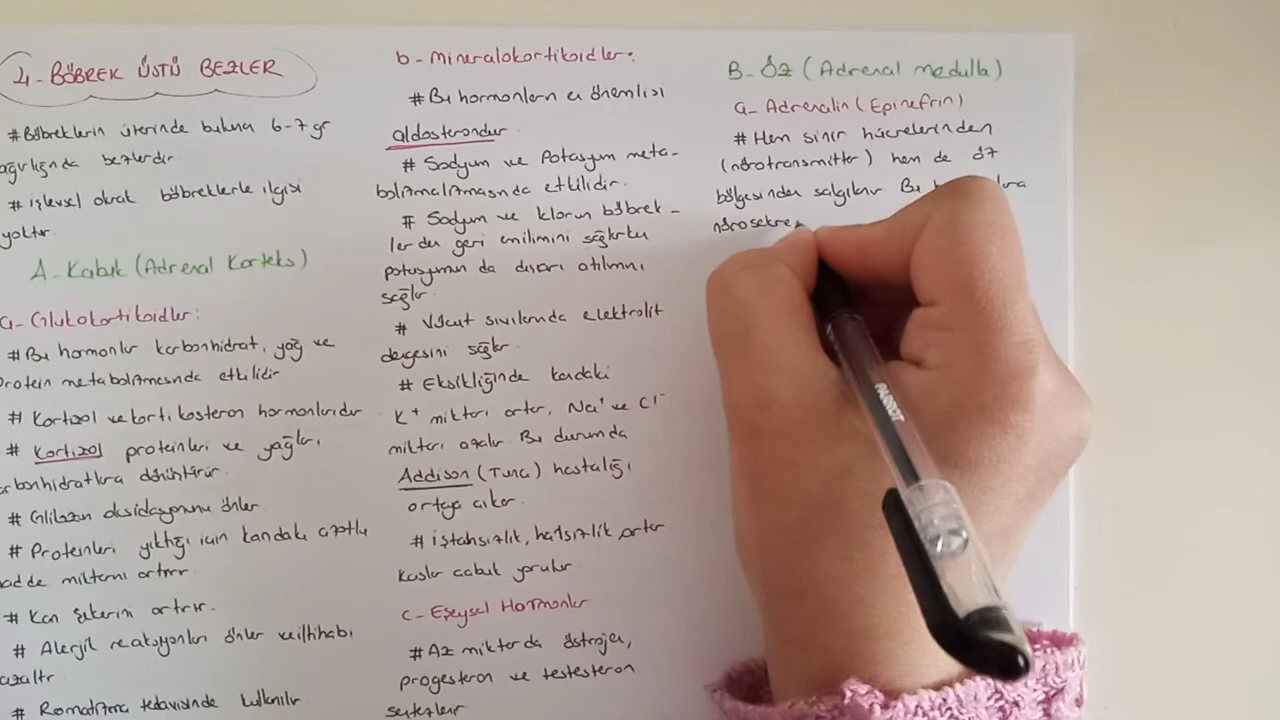 4- BÖBREK ÜSTÜ BEZLER
# Böbreklerin üzerinde buluna 6-7 gr
ağırlığında bezlerdir.
# işlevsel olarak böbreklerle ilgisi
yoktur.
A- Kabuk (Adrenal Korteks)
a- Glukokortikoidler:
# Bu hormonlar karbonhidrat, yağ ve
protein metabolizmasında etkilidir
# Kortizol ve kortikosteron hormonlarıdır
# Kortizol proteinleri ve yağları
karbonhidratlara dönüştürür.
# Glikozun oksidasyonunu önler.
# Proteinleri yıktığı için kandaki azotlu
madde miktarını artırır
# Kan şekerini artırır.
# Alerjik reaksiyonları önler ve iltihabı
azaltır
# Romatizma tedavisinde kullanılır
b- Mineralokortikoidler:
# Bu hormonların en önemlisi
aldosterondur.
# Sodyum ve Potasyum meta-
bolizmalarmasında etkilidir.
# Sodyum ve klorun böbrek-
lerden geri emilimini sağlarken
potasyumun da dışarı atılmını
sağlar.
# Vücut sıvılarında elektrolit
dengesini sağlar.
# Eksikliğinde kandaki
K⁺ miktarı artar, Na⁺ ve Cl⁻
miktarı azalır Bu durumda
Addison (Tunç) hastalığı
ortaya çıkar.
# iştahsızlık, halsizlik artar
Kaslar çabuk yorulur
c- Eşeysel Hormonlar
# Az miktarda östrojen,
progesteron ve testesteron
B- ÖZ (Adrenal medulla)
a- Adrenalin (Epinefrin)
# Hem sinir hücrelerinden
(nörotransmitter) hem de öz
bölgesinden salgılanır Bu
nörosekre
PARROT